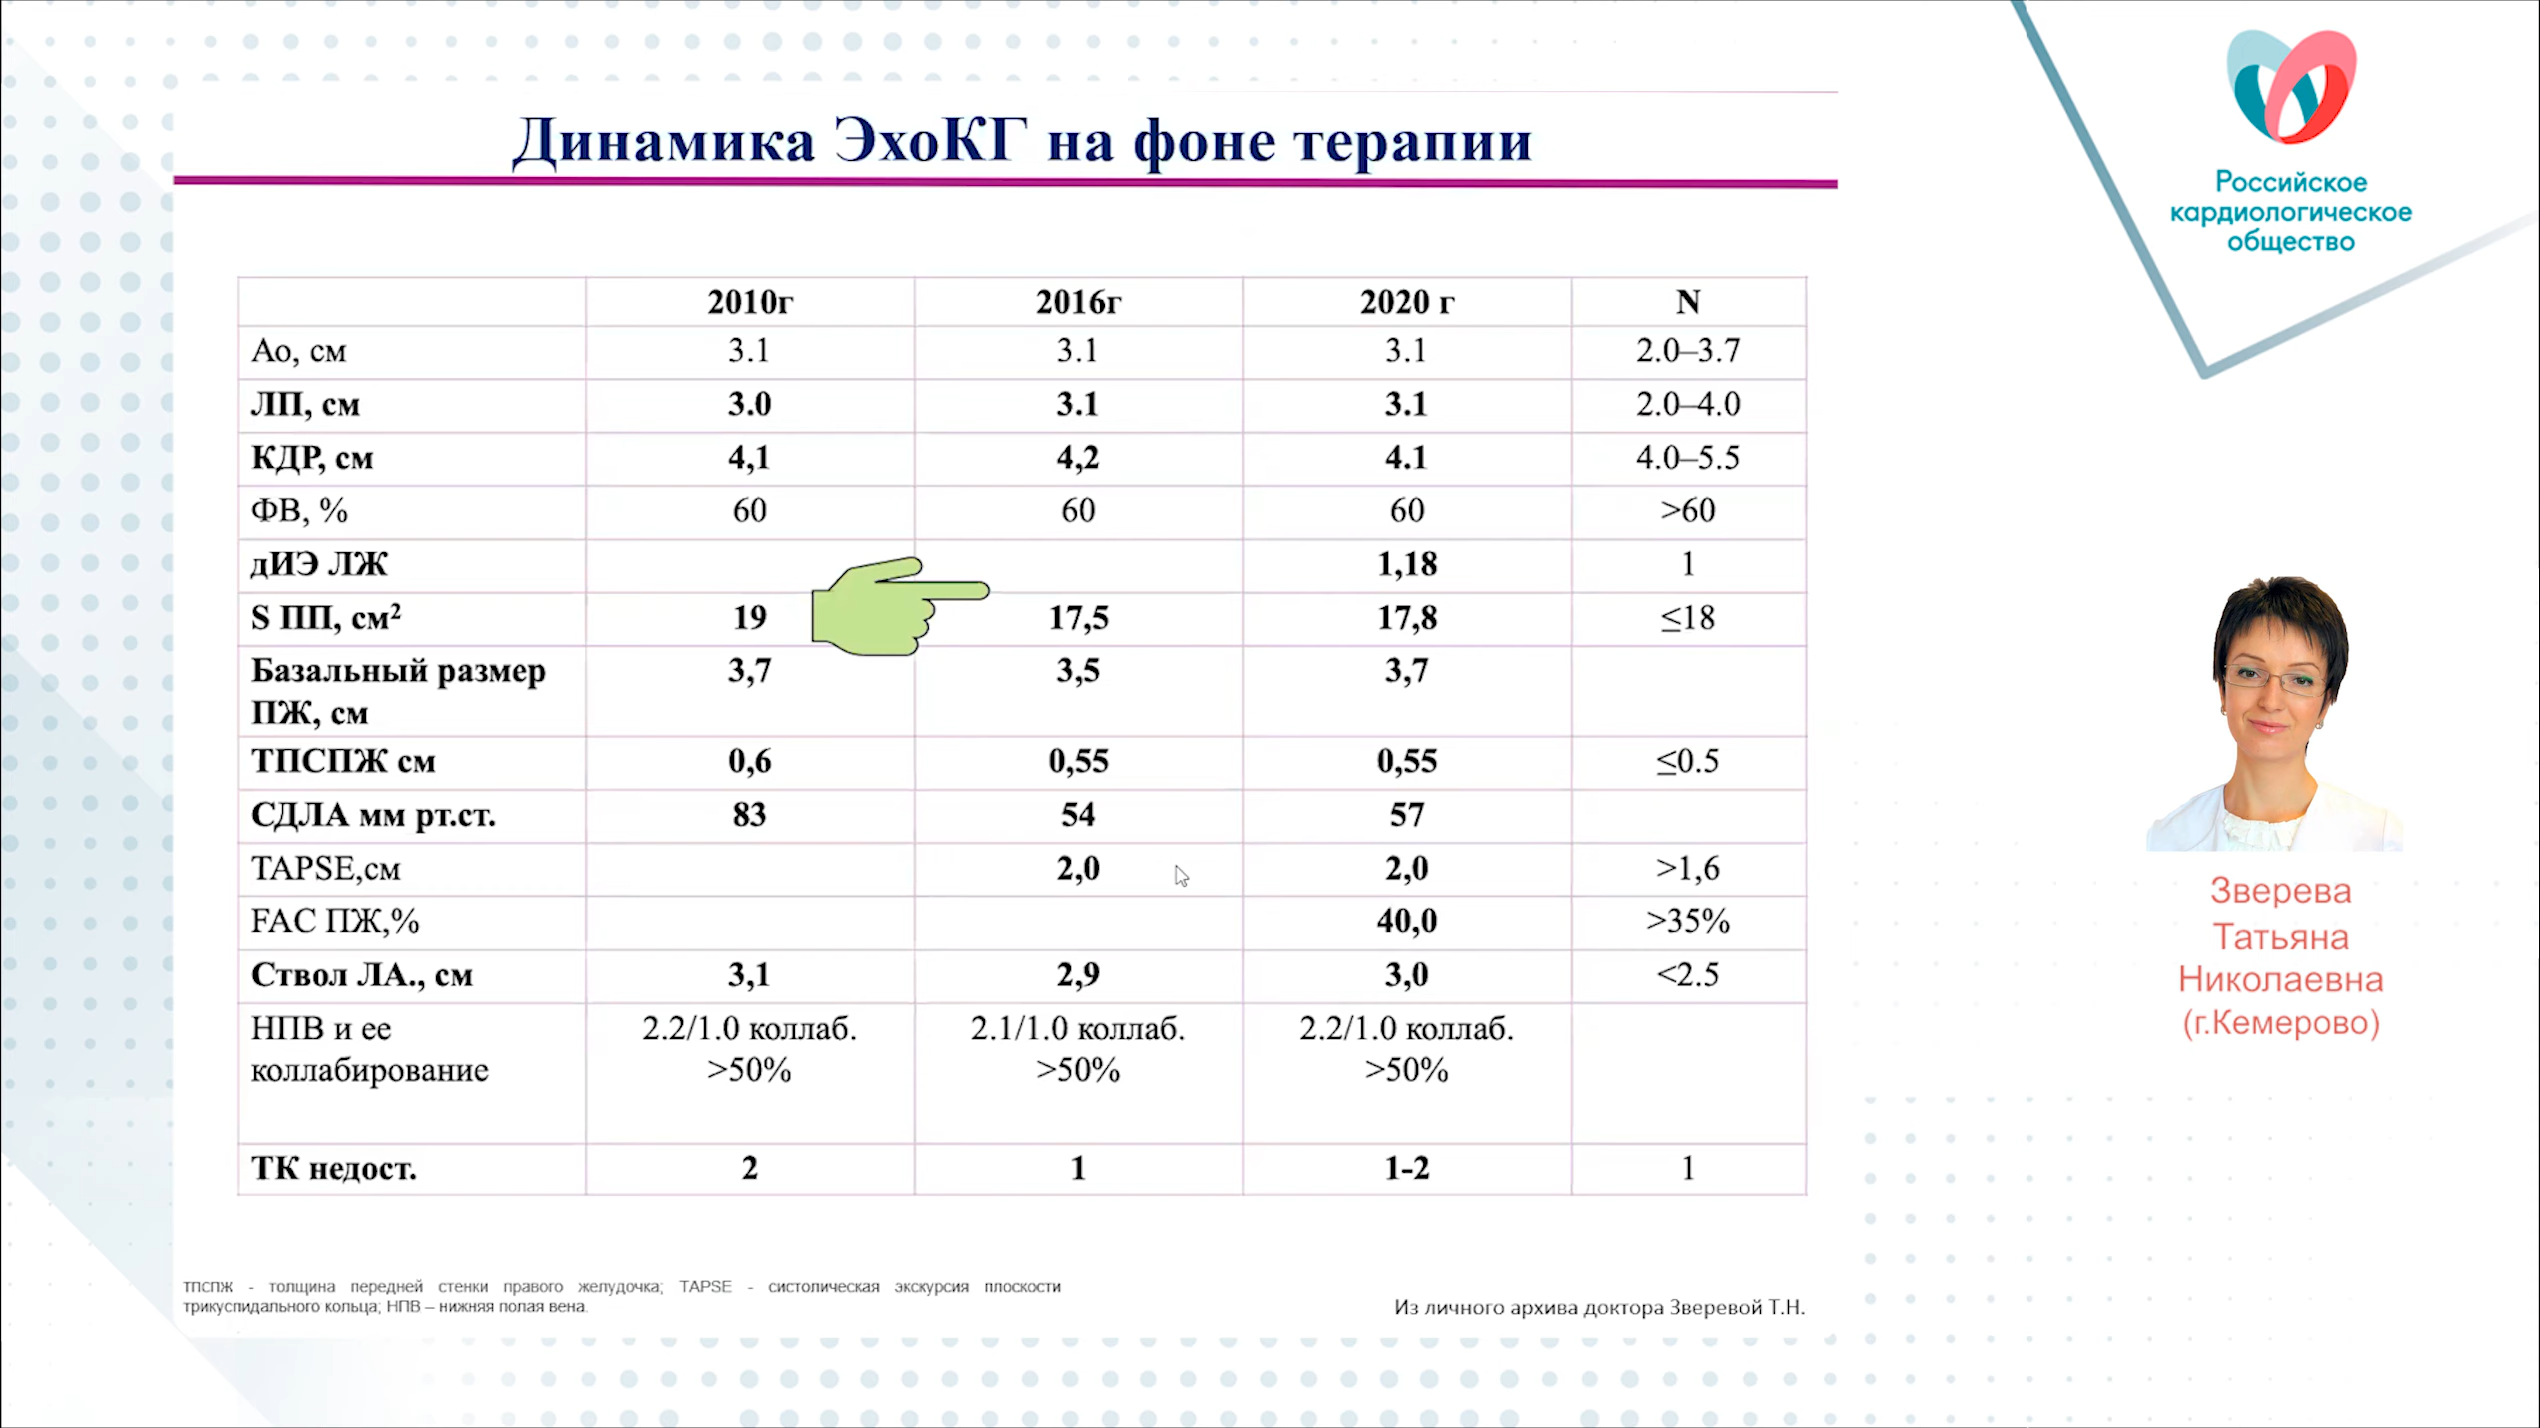 Динамика ЭхоКГ на фоне терапии
Российское
кардиологическое
общество
2010г 2016г 2020 г N
Ао, см 3.1 3.1 3.1 2.0–3.7
ЛП, см 3.0 3.1 3.1 2.0–4.0
КДР, см 4,1 4,2 4.1 4.0–5.5
ФВ, % 60 60 60 >60
дИЭ ЛЖ 1,18 1
S ПП, см² 19 17,5 17,8 ≤18
Базальный размер 3,7 3,5 3,7
ПЖ, см
ТПСПЖ см 0,6 0,55 0,55 ≤0.5
СДЛА мм рт.ст. 83 54 57
TAPSE,см 2,0 2,0 >1,6
FAC ПЖ,% 40,0 >35%
Ствол ЛА., см 3,1 2,9 3,0 <2.5
НПВ и ее 2.2/1.0 коллаб. 2.1/1.0 коллаб. 2.2/1.0 коллаб.
коллабирование >50% >50% >50%
ТК недост. 2 1 1-2 1
ТПСПЖ - толщина передней стенки правого желудочка; TAPSE - систолическая экскурсия плоскости
трикуспидального кольца; НПВ – нижняя полая вена.
Из личного архива доктора Зверевой Т.Н.
Зверева
Татьяна
Николаевна
(г.Кемерово)